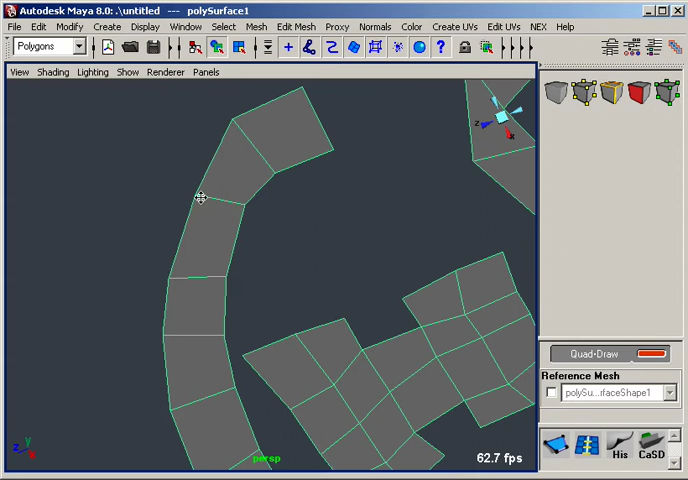 Autodesk Maya 8.0: .\untitled --- polySurface1
File Edit Modify Create Display Window Select Mesh Edit Mesh Proxy Normals Color Create UVs Edit UVs NEX Help
Polygons
View Shading Lighting Show Renderer Panels
z
x
Quad-Draw
Reference Mesh
polySu...rfaceShape1
His CaSD
y
z x
persp
62.7 fps